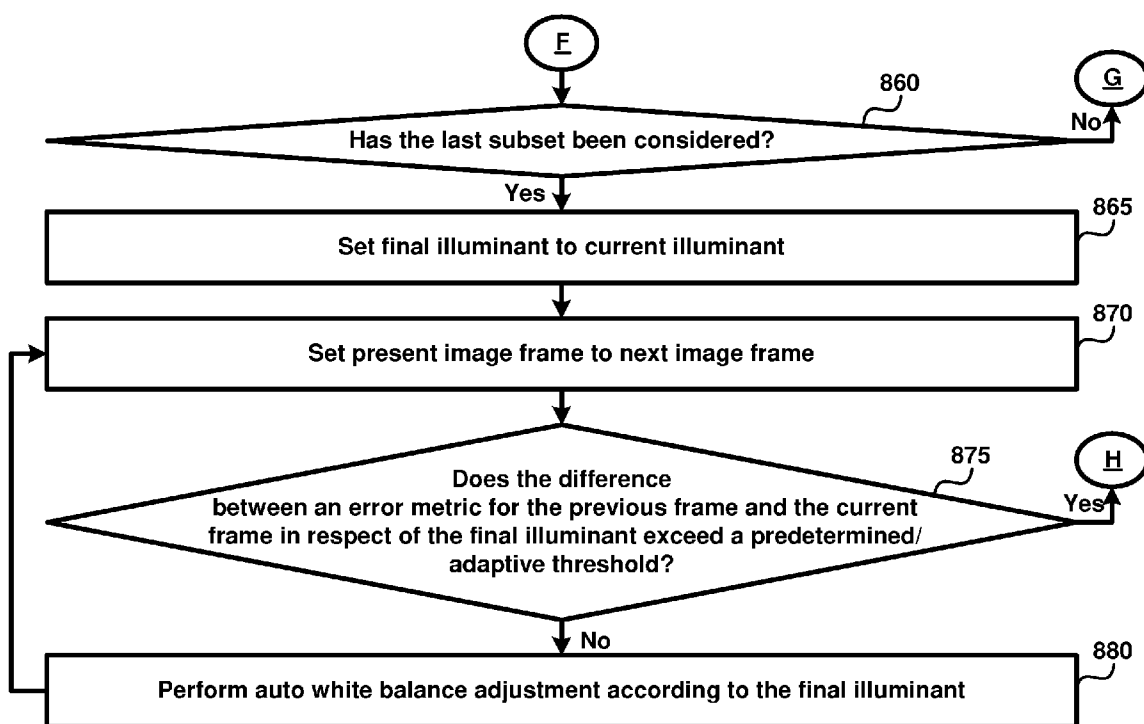 F
860
G
Has the last subset been considered?
No
Yes
865
Set final illuminant to current illuminant
870
Set present image frame to next image frame
875
H
Does the difference
between an error metric for the previous frame and the current
frame in respect of the final illuminant exceed a predetermined/
adaptive threshold?
Yes
No
880
Perform auto white balance adjustment according to the final illuminant